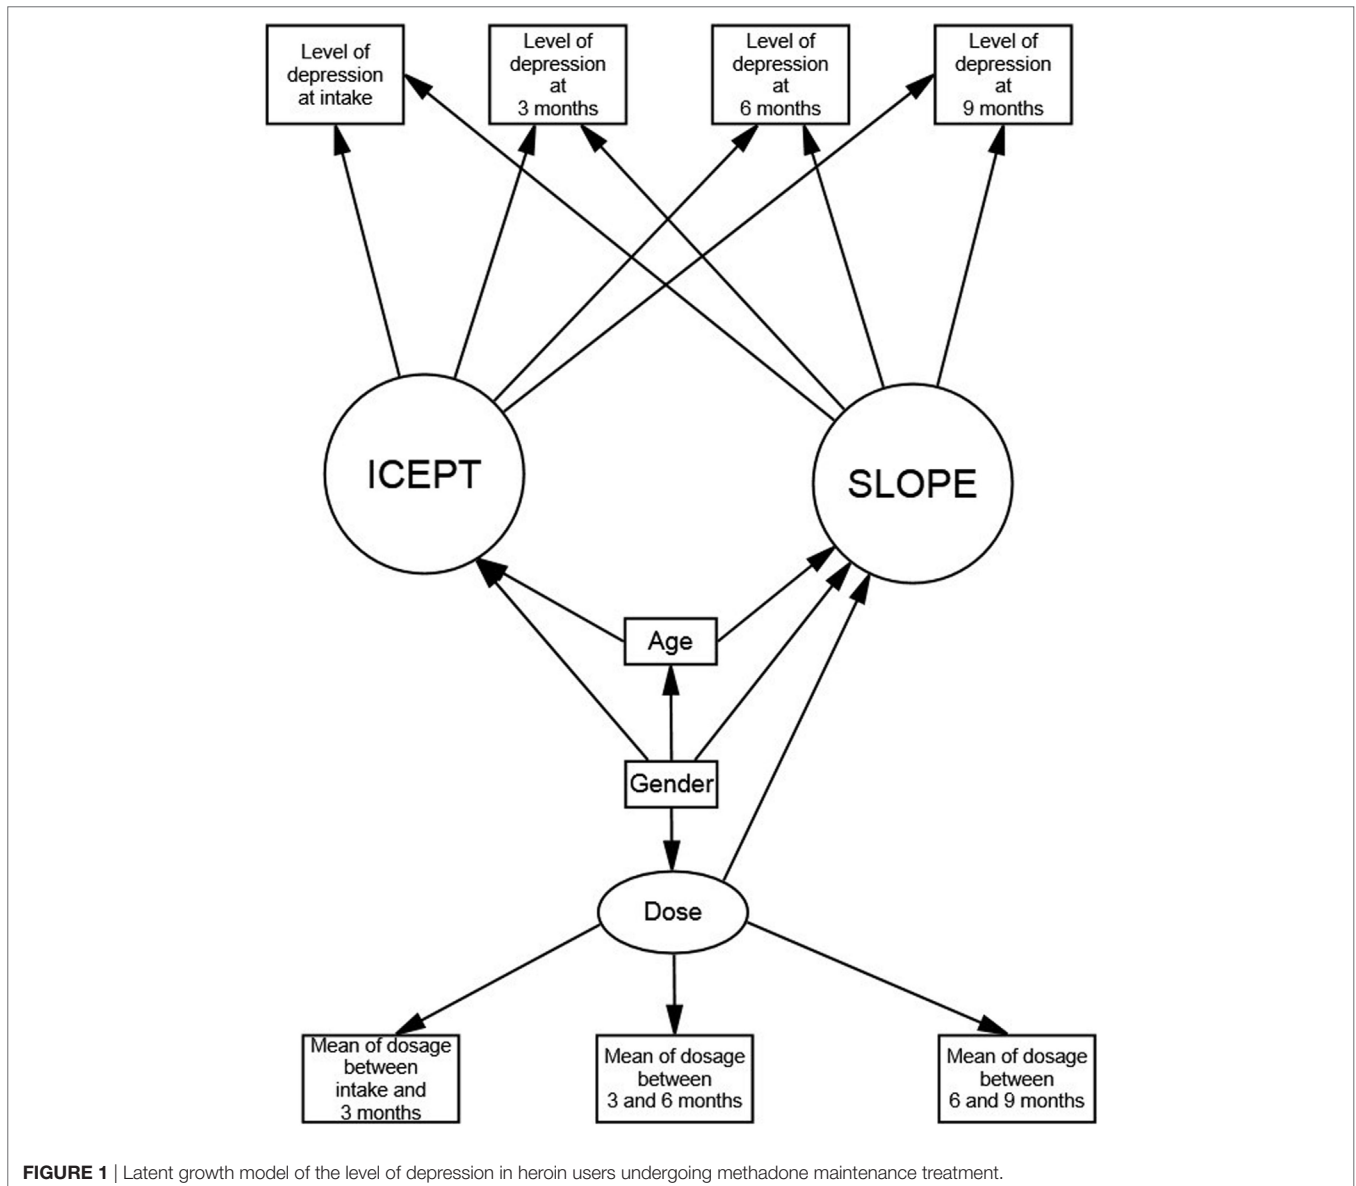 Level of
depression
at intake
Level of
depression
at
3 months
Level of
depression
at
6 months
Level of
depression
at
9 months
ICEPT
SLOPE
Age
Gender
Dose
Mean of dosage
between
intake and
3 months
Mean of dosage
between
3 and 6 months
Mean of dosage
between
6 and 9 months
FIGURE 1 | Latent growth model of the level of depression in heroin users undergoing methadone maintenance treatment.